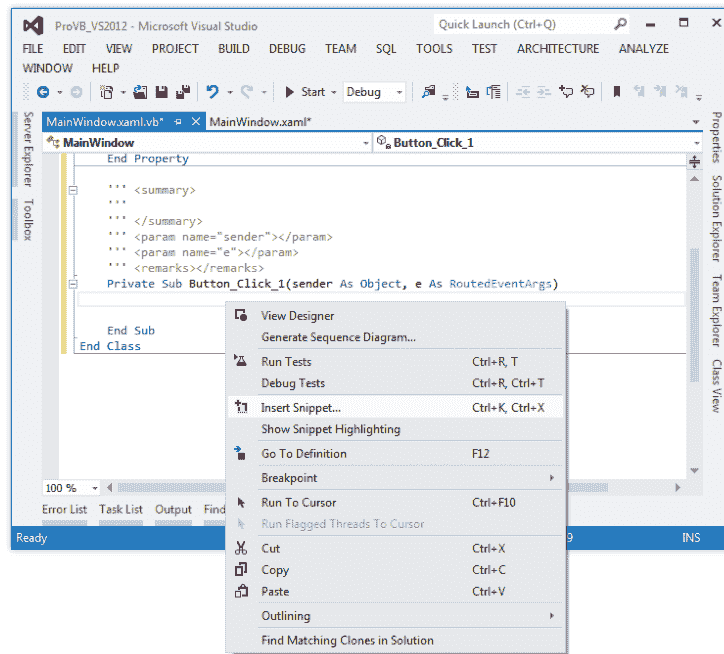 ProVB_VS2012 - Microsoft Visual Studio
Quick Launch (Ctrl+Q)
FILE EDIT VIEW PROJECT BUILD DEBUG TEAM SQL TOOLS TEST ARCHITECTURE ANALYZE
WINDOW HELP
Start Debug
Server Explorer
Toolbox
MainWindow.xaml.vb* MainWindow.xaml*
MainWindow Button_Click_1
End Property
''' <summary>
'''
''' </summary>
''' <param name="sender"></param>
''' <param name="e"></param>
''' <remarks></remarks>
Private Sub Button_Click_1(sender As Object, e As RoutedEventArgs)
End Sub
End Class
Properties
Solution Explorer
Team Explorer
Class View
View Designer
Generate Sequence Diagram...
Run Tests Ctrl+R, T
Debug Tests Ctrl+R, Ctrl+T
Insert Snippet... Ctrl+K, Ctrl+X
Show Snippet Highlighting
Go To Definition F12
Breakpoint
Run To Cursor Ctrl+F10
Run Flagged Threads To Cursor
Cut Ctrl+X
Copy Ctrl+C
Paste Ctrl+V
Outlining
Find Matching Clones in Solution
100 %
Error List Task List Output Find
Ready 9 INS